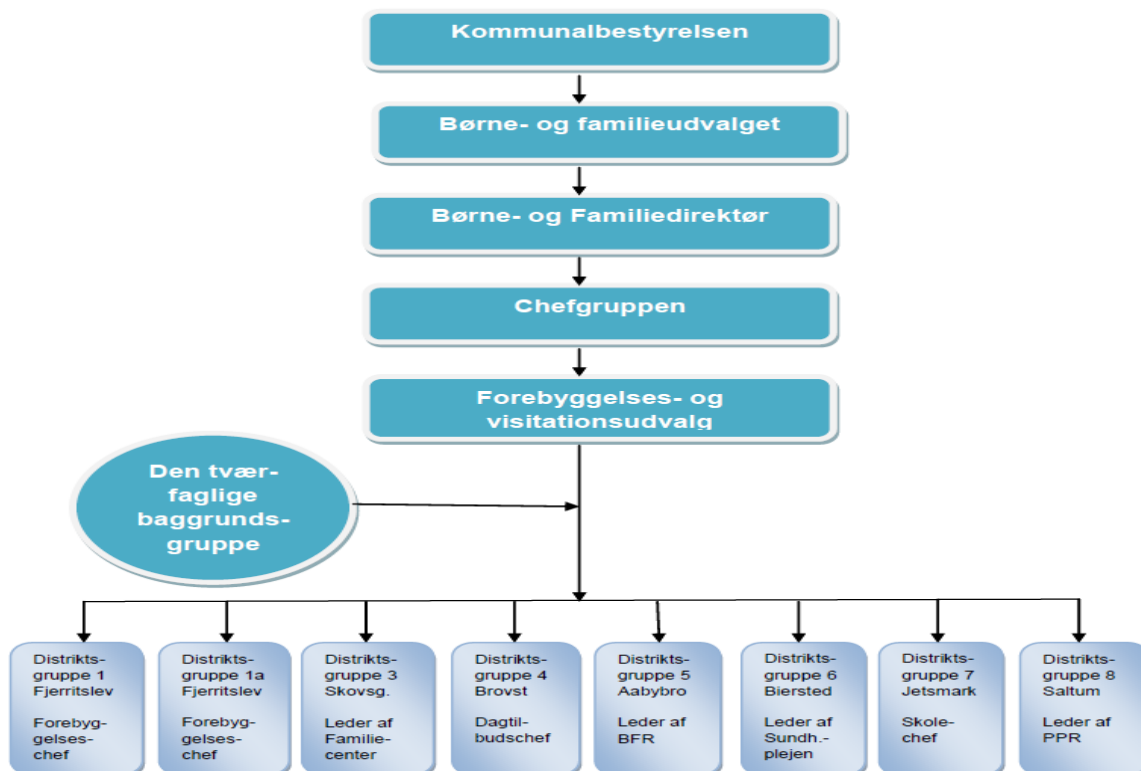 Kommunalbestyrelsen
Børne- og familieudvalget
Børne- og Familiedirektør
Chefgruppen
Forebyggelses- og
visitationsudvalg
Den tvær-
faglige
baggrunds-
gruppe
Distrikts-
gruppe 1
Fjerritslev
Forebyg-
gelses-
chef
Distrikts-
gruppe 1a
Fjerritslev
Forebyg-
gelses-
chef
Distrikts-
gruppe 3
Skovsg.
Leder af
Familie-
center
Distrikts-
gruppe 4
Brovst
Dagtil-
budschef
Distrikts-
gruppe 5
Aabybro
Leder af
BFR
Distrikts-
gruppe 6
Biersted
Leder af
Sundh.-
plejen
Distrikts-
gruppe 7
Jetsmark
Skole-
chef
Distrikts-
gruppe 8
Saltum
Leder af
PPR